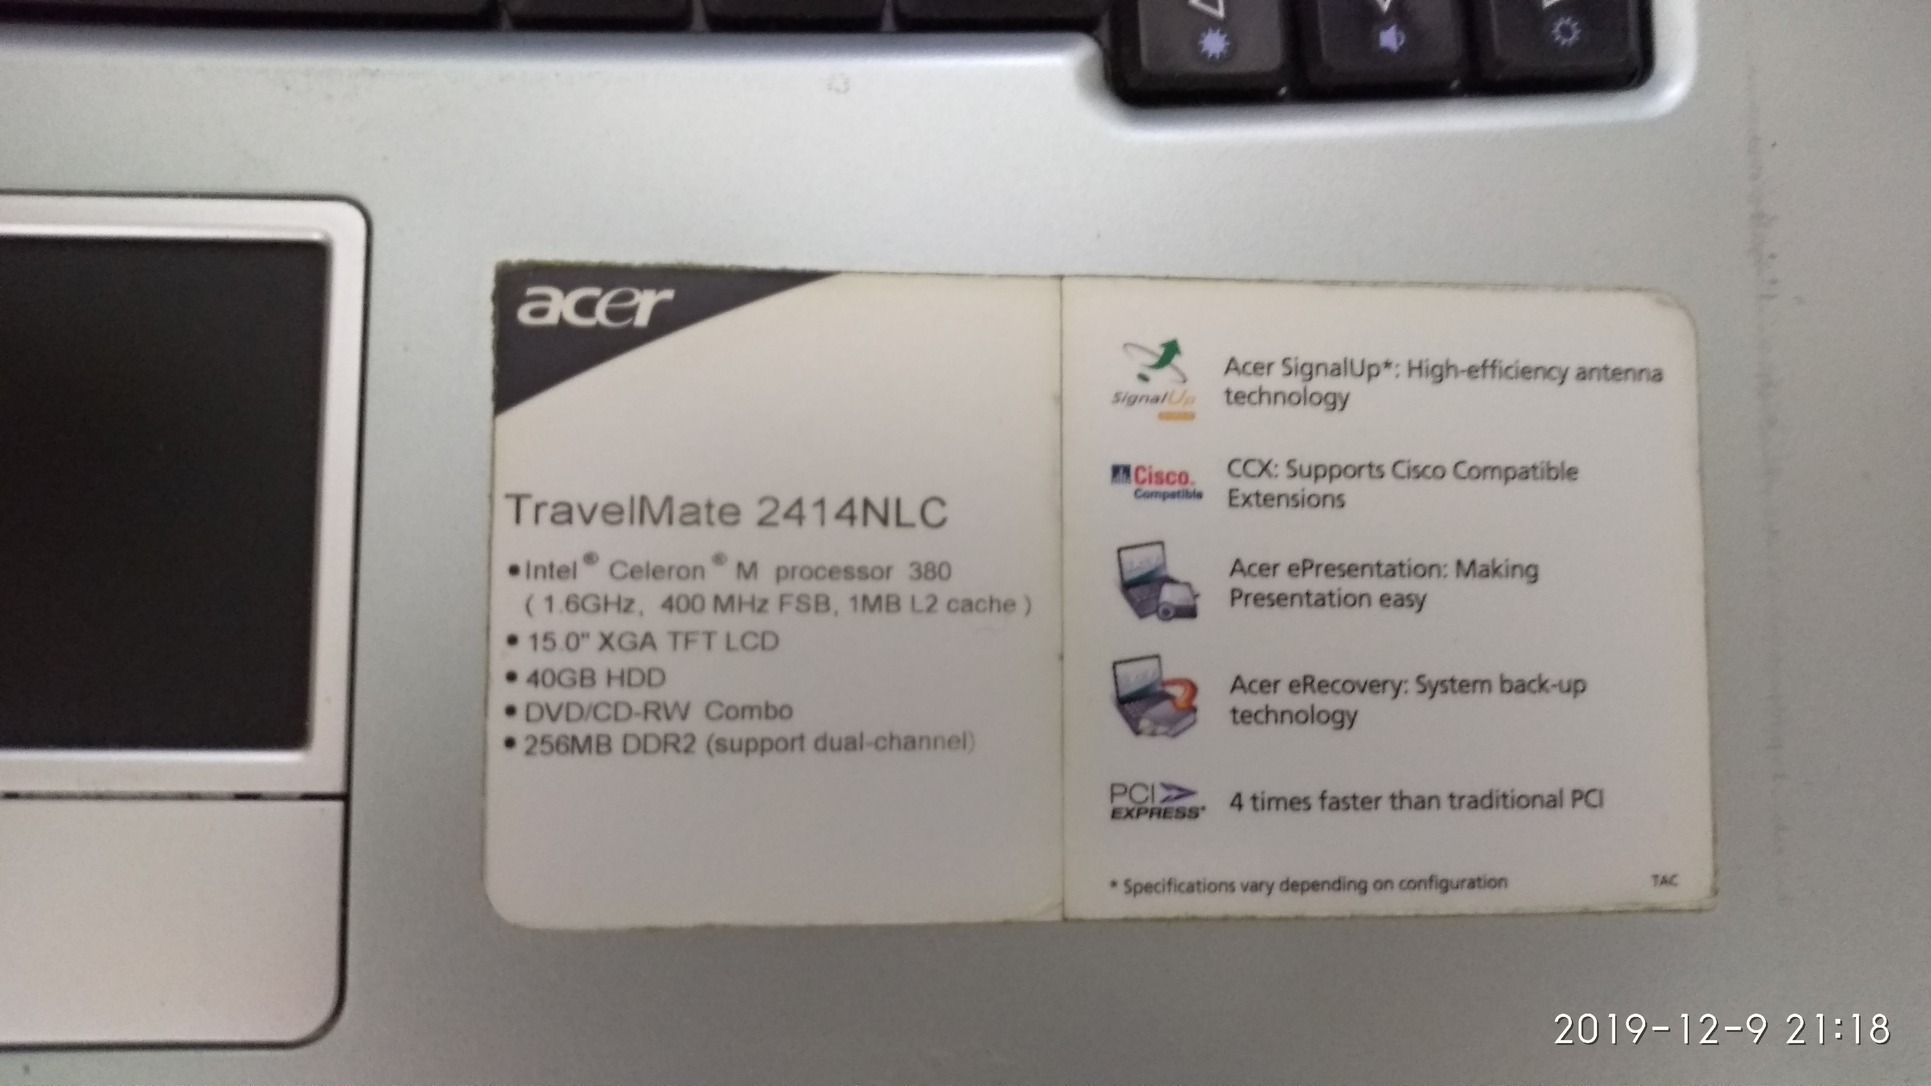 acer
TravelMate 2414NLC
•Intel® Celeron® M processor 380
( 1.6GHz, 400 MHz FSB, 1MB L2 cache )
• 15.0" XGA TFT LCD
• 40GB HDD
• DVD/CD-RW Combo
• 256MB DDR2 (support dual-channel)
SignalUp
Acer SignalUp*: High-efficiency antenna
technology
Cisco
Compatible
CCX: Supports Cisco Compatible
Extensions
Acer ePresentation: Making
Presentation easy
Acer eRecovery: System back-up
technology
PCI
EXPRESS*
4 times faster than traditional PCI
* Specifications vary depending on configuration
TAC
2019-12-9 21:18